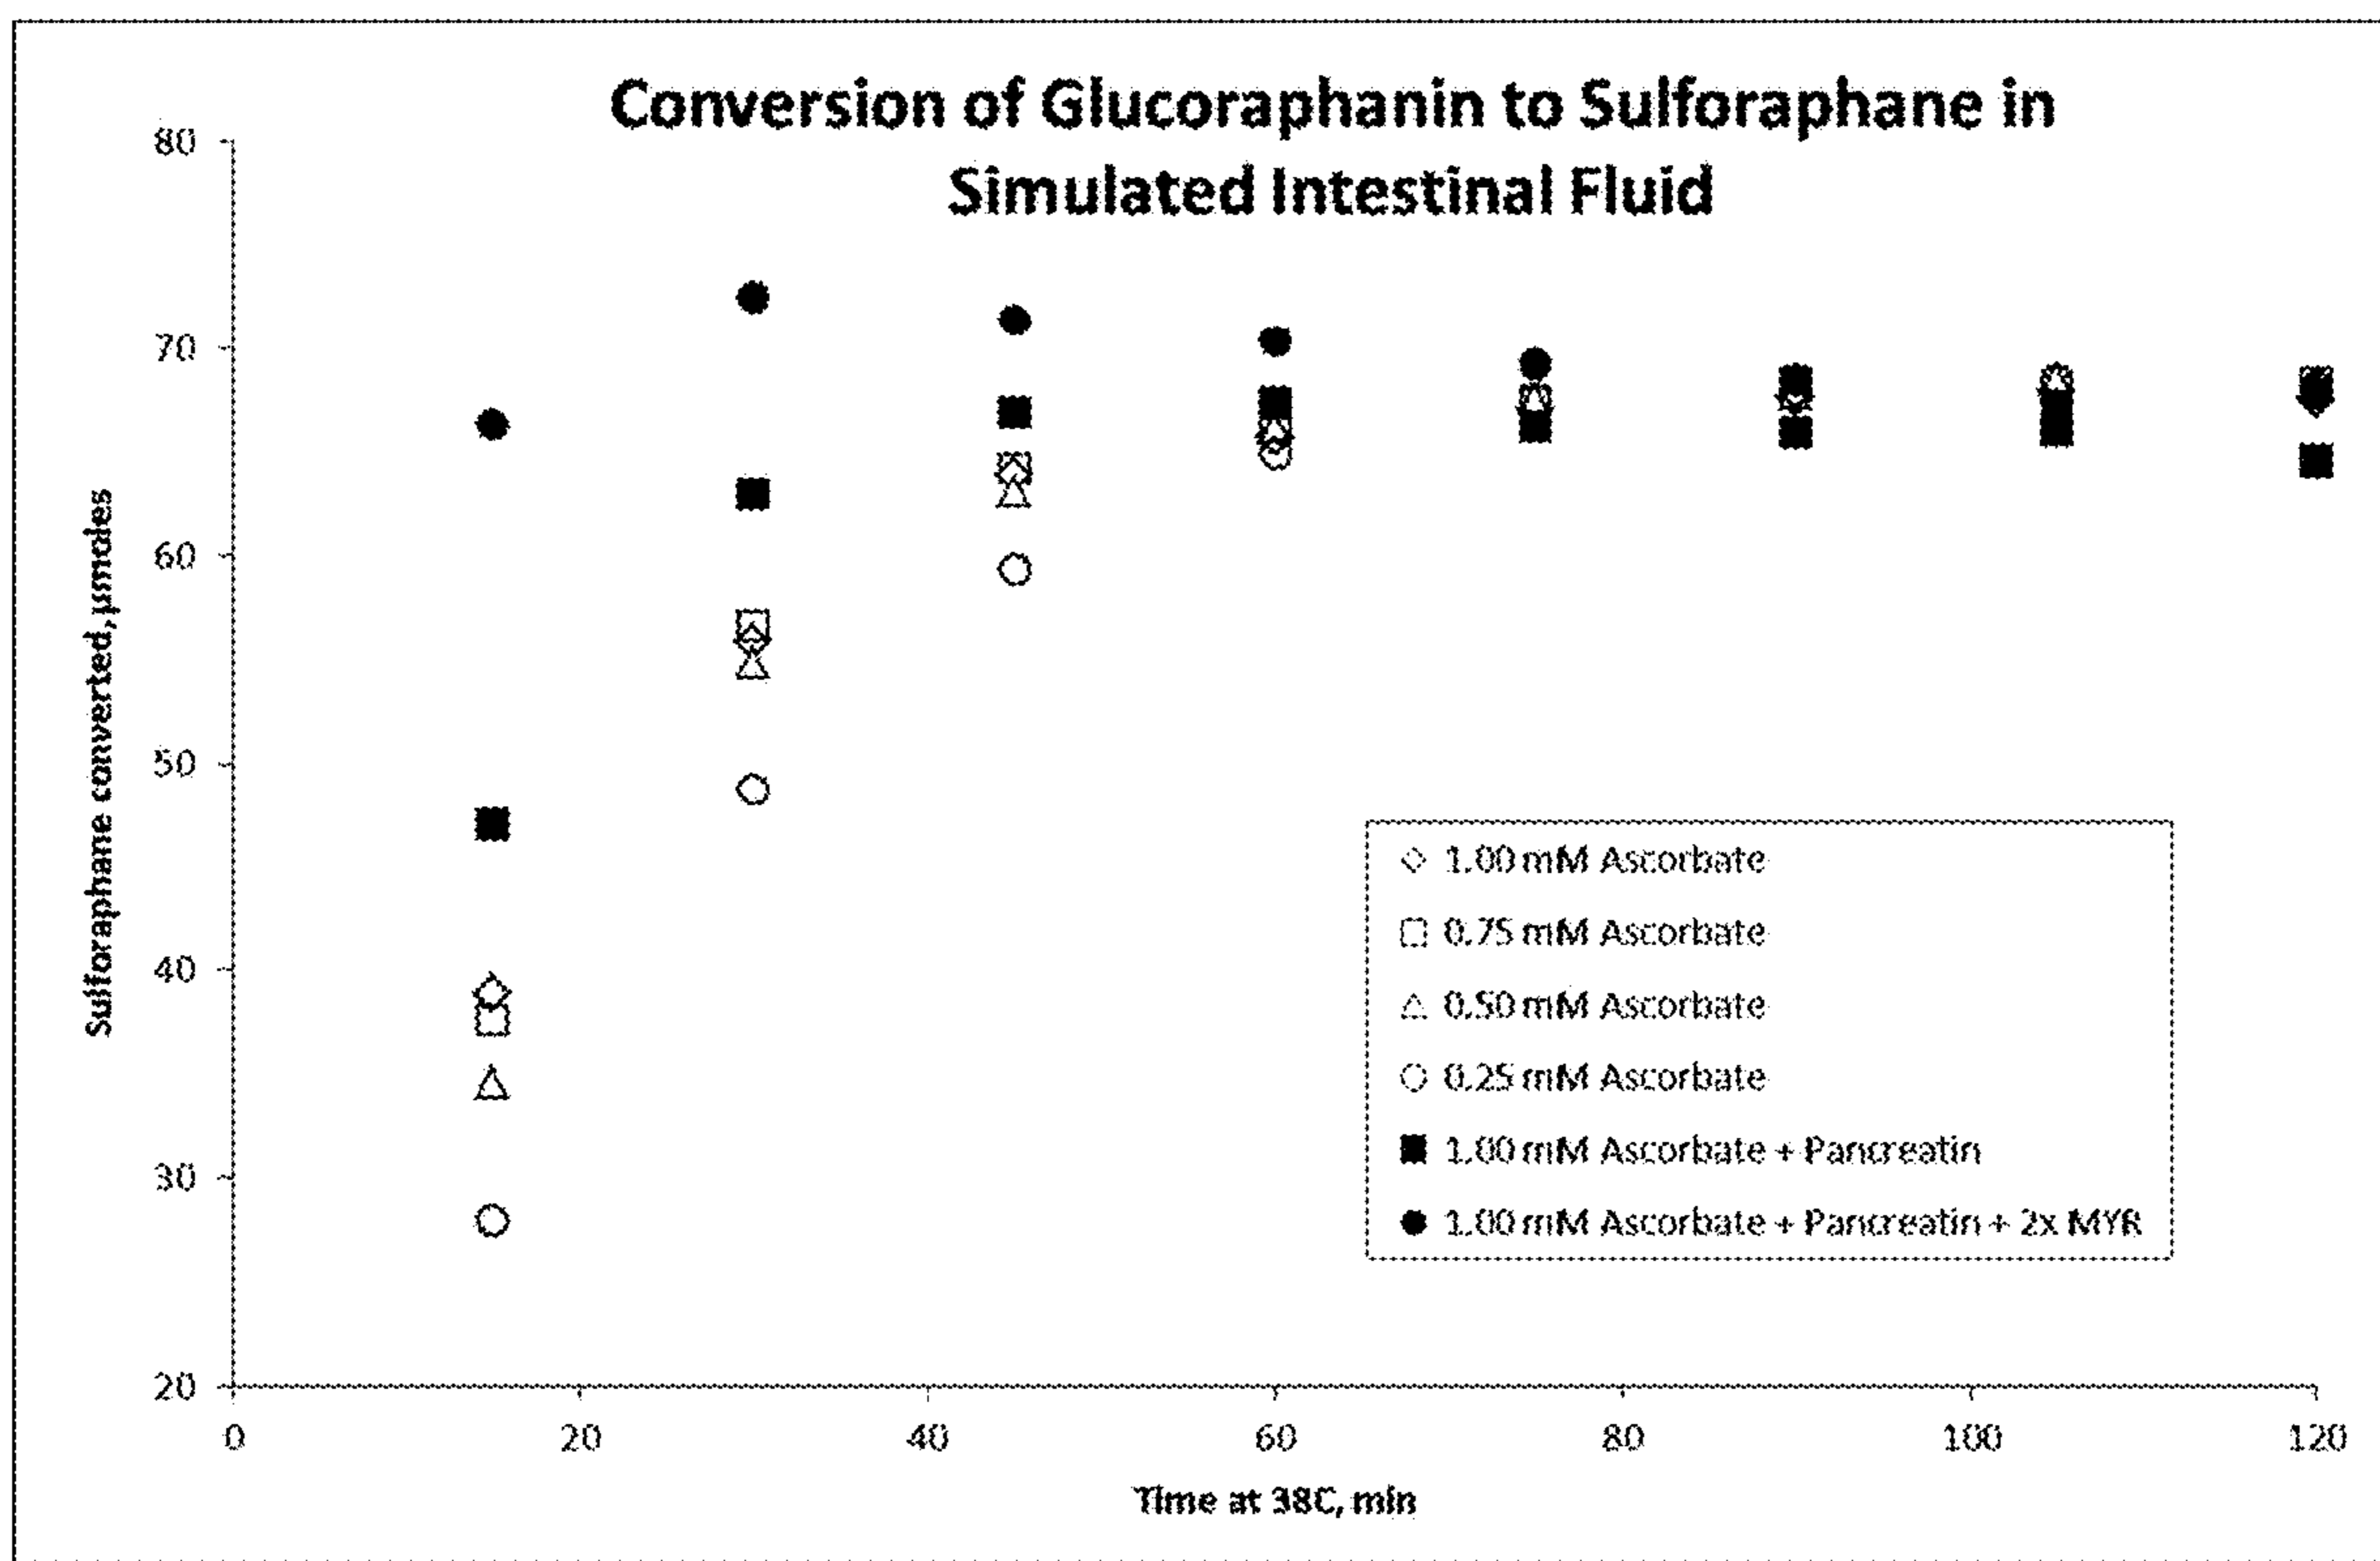 Conversion of Glucoraphanin to Sulforaphane in
Simulated Intestinal Fluid
80
70
60
50
40
30
20
Sulforaphane converted, µmoles
1.00 mM Ascorbate
0.75 mM Ascorbate
0.50 mM Ascorbate
0.25 mM Ascorbate
1.00 mM Ascorbate + Pancreatin
1.00 mM Ascorbate + Pancreatin + 2x MYR
0 20 40 60 80 100 120
Time at 38C, min